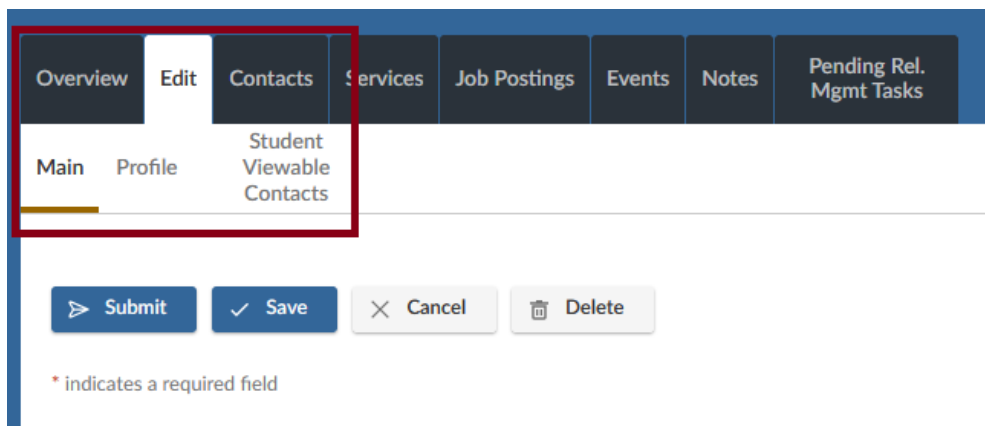 Overview Edit Contacts Services Job Postings Events Notes Pending Rel.
Mgmt Tasks
Main Profile Student
Viewable
Contacts
Submit Save Cancel Delete
* indicates a required field